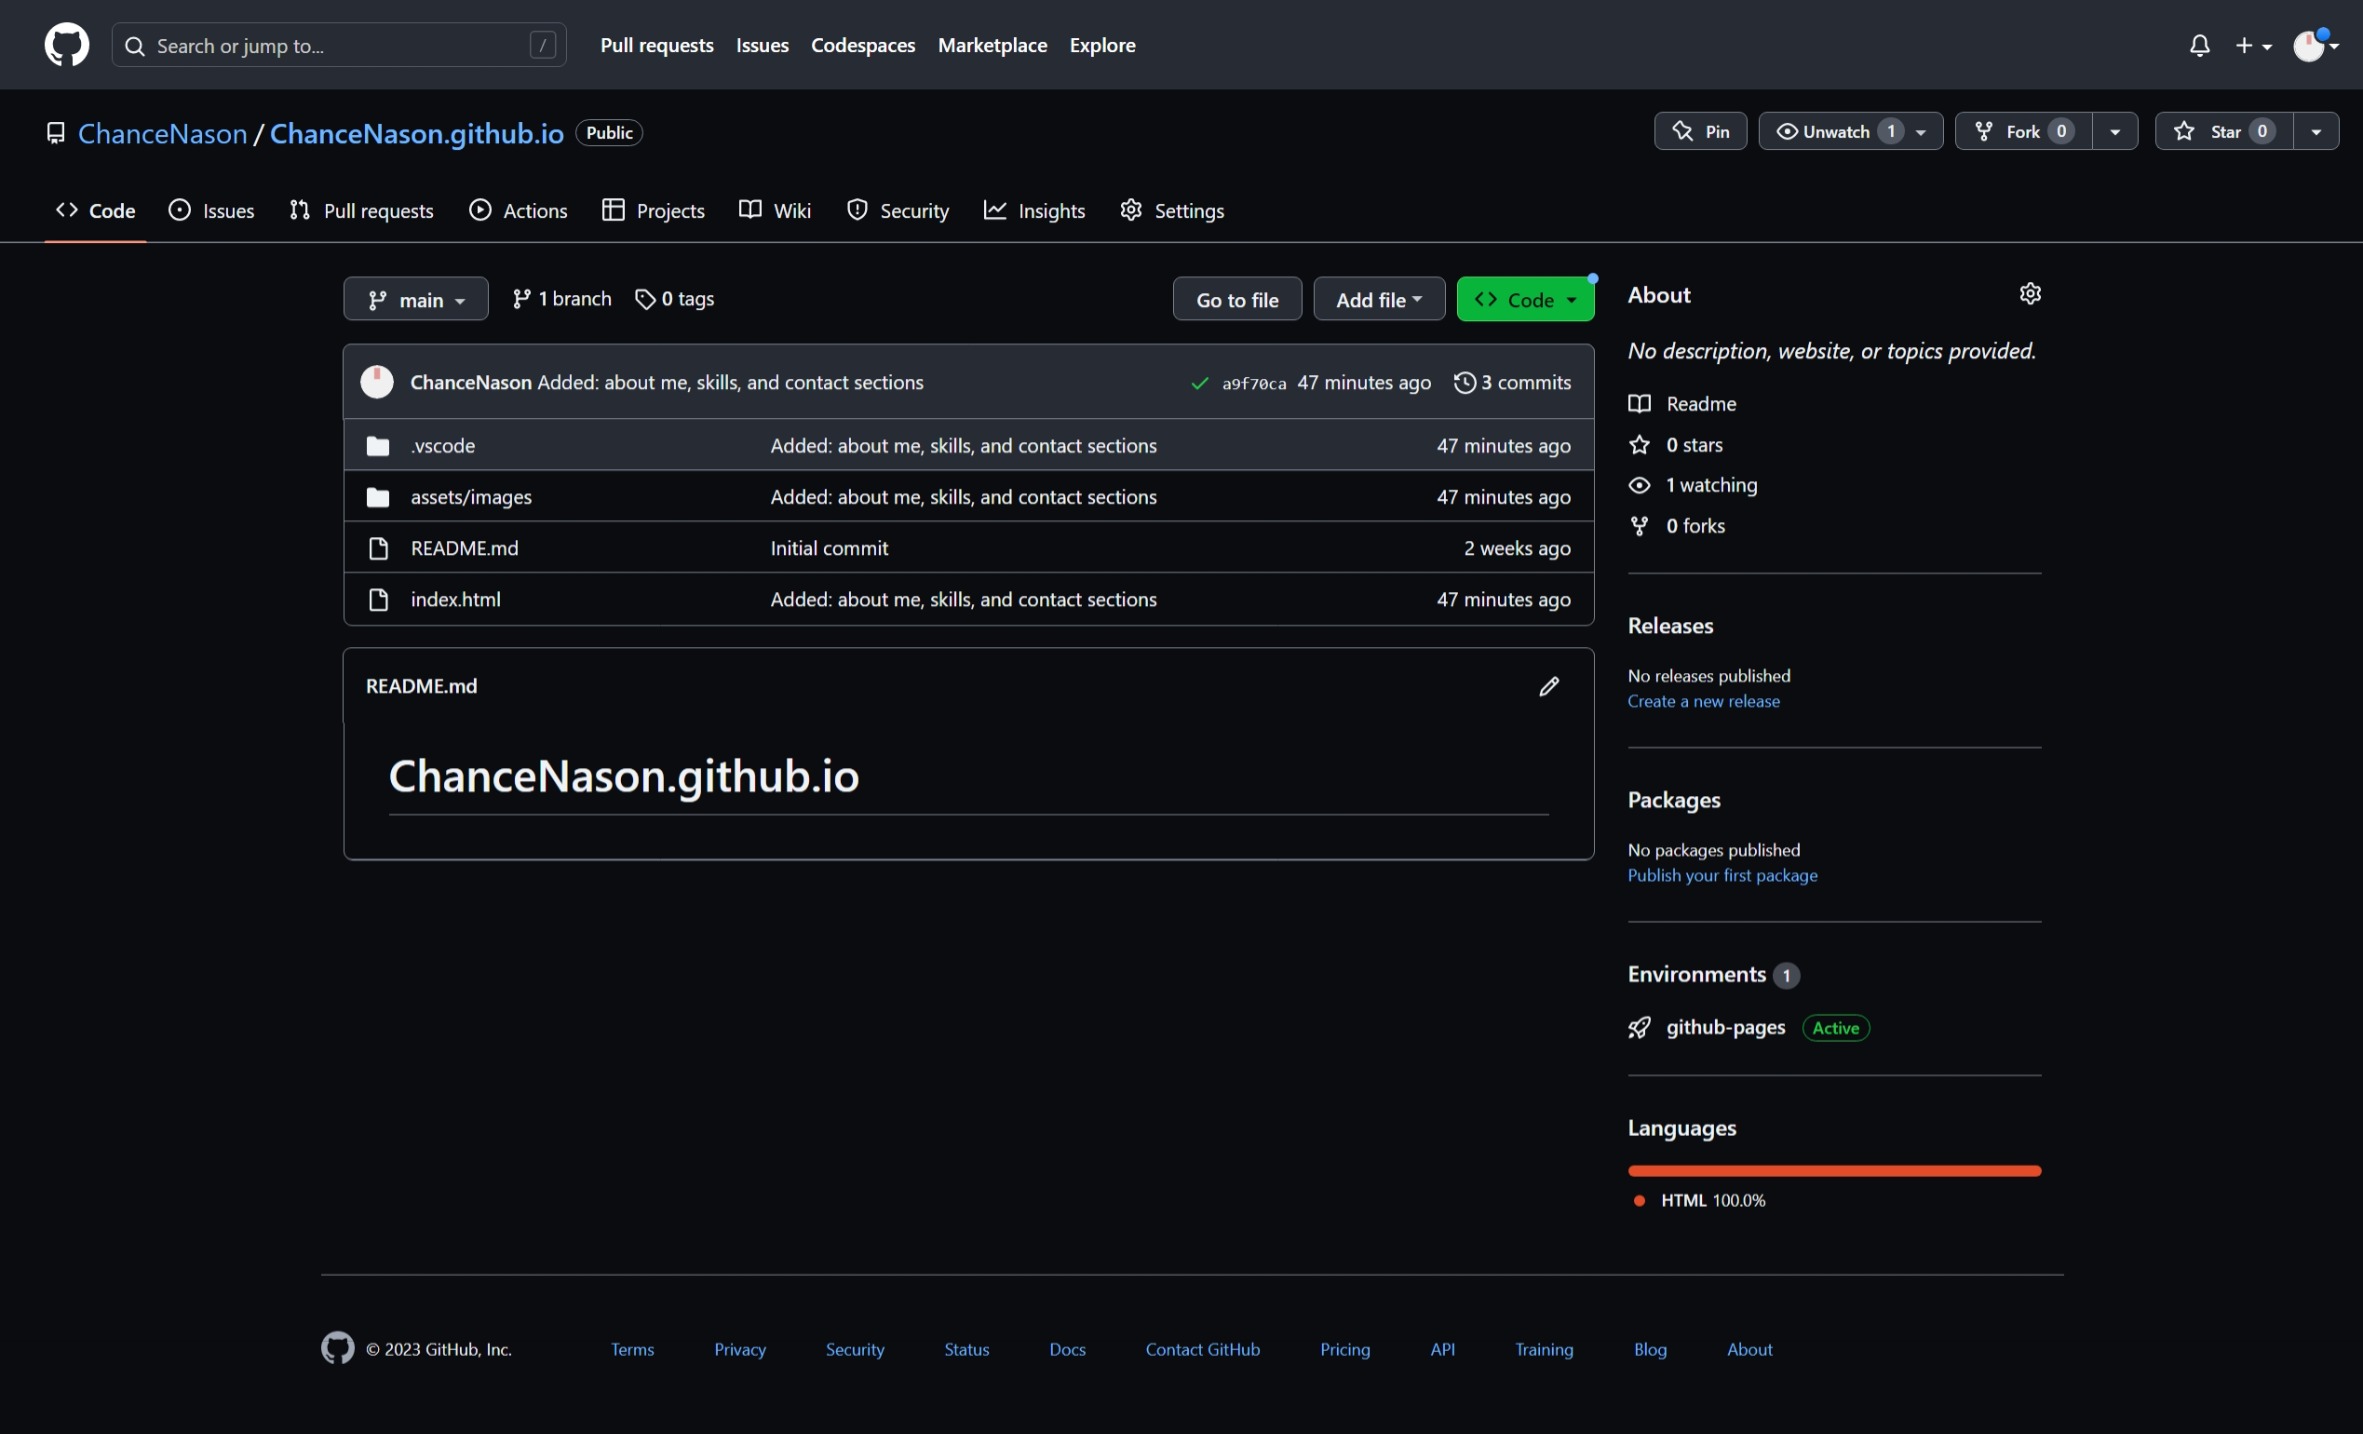 Search or jump to... / Pull requests Issues Codespaces Marketplace Explore
ChanceNason / ChanceNason.github.io Public Pin Unwatch 1 Fork 0 Star 0
Code Issues Pull requests Actions Projects Wiki Security Insights Settings
main 1 branch 0 tags Go to file Add file Code
ChanceNason Added: about me, skills, and contact sections a9f70ca 47 minutes ago 3 commits
.vscode Added: about me, skills, and contact sections 47 minutes ago
assets/images Added: about me, skills, and contact sections 47 minutes ago
README.md Initial commit 2 weeks ago
index.html Added: about me, skills, and contact sections 47 minutes ago
README.md
ChanceNason.github.io
About
No description, website, or topics provided.
Readme
0 stars
1 watching
0 forks
Releases
No releases published
Create a new release
Packages
No packages published
Publish your first package
Environments 1
github-pages Active
Languages
HTML 100.0%
© 2023 GitHub, Inc. Terms Privacy Security Status Docs Contact GitHub Pricing API Training Blog About